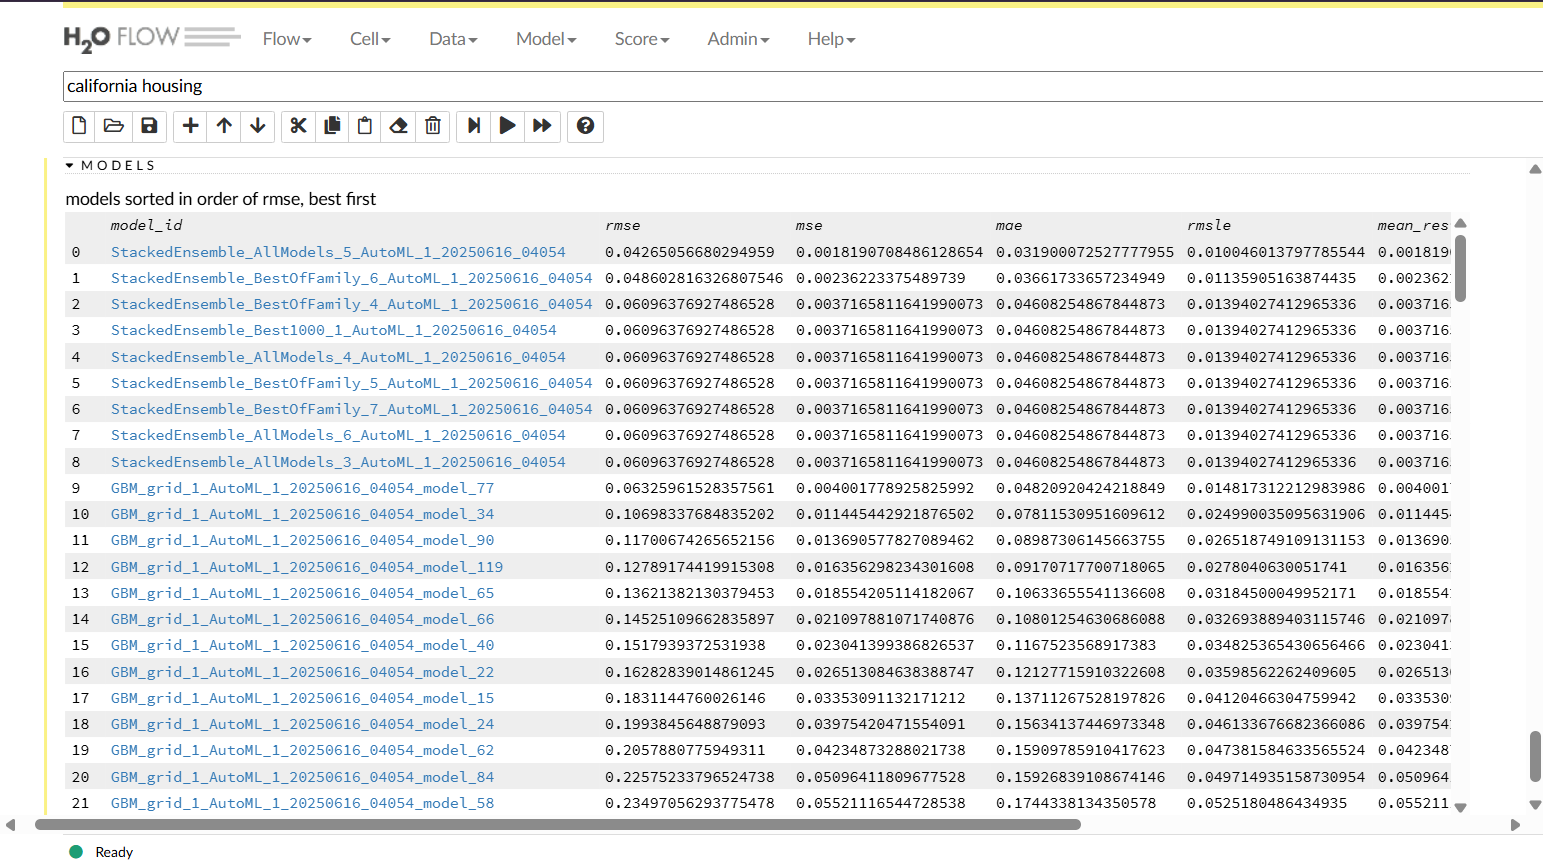 H2O FLOW Flow Cell Data Model Score Admin Help
california housing
MODELS
models sorted in order of rmse, best first
model_id rmse mse mae rmsle mean_res
0 StackedEnsemble_AllModels_5_AutoML_1_20250616_04054 0.04265056680294959 0.0018190708486128654 0.031900072527777955 0.010046013797785544 0.001819
1 StackedEnsemble_BestOfFamily_6_AutoML_1_20250616_04054 0.048602816326807546 0.00236223375489739 0.03661733657234949 0.01135905163874435 0.002362
2 StackedEnsemble_BestOfFamily_4_AutoML_1_20250616_04054 0.06096376927486528 0.0037165811641990073 0.04608254867844873 0.01394027412965336 0.003716
3 StackedEnsemble_Best1000_1_AutoML_1_20250616_04054 0.06096376927486528 0.0037165811641990073 0.04608254867844873 0.01394027412965336 0.003716
4 StackedEnsemble_AllModels_4_AutoML_1_20250616_04054 0.06096376927486528 0.0037165811641990073 0.04608254867844873 0.01394027412965336 0.003716
5 StackedEnsemble_BestOfFamily_5_AutoML_1_20250616_04054 0.06096376927486528 0.0037165811641990073 0.04608254867844873 0.01394027412965336 0.003716
6 StackedEnsemble_BestOfFamily_7_AutoML_1_20250616_04054 0.06096376927486528 0.0037165811641990073 0.04608254867844873 0.01394027412965336 0.003716
7 StackedEnsemble_AllModels_6_AutoML_1_20250616_04054 0.06096376927486528 0.0037165811641990073 0.04608254867844873 0.01394027412965336 0.003716
8 StackedEnsemble_AllModels_3_AutoML_1_20250616_04054 0.06096376927486528 0.0037165811641990073 0.04608254867844873 0.01394027412965336 0.003716
9 GBM_grid_1_AutoML_1_20250616_04054_model_77 0.06325961528357561 0.004001778925825992 0.04820920424218849 0.014817312212983986 0.004001
10 GBM_grid_1_AutoML_1_20250616_04054_model_34 0.10698337684835202 0.011445442921876502 0.07811530951609612 0.024990035095631906 0.011445
11 GBM_grid_1_AutoML_1_20250616_04054_model_90 0.11700674265652156 0.013690577827089462 0.08987306145663755 0.026518749109131153 0.013690
12 GBM_grid_1_AutoML_1_20250616_04054_model_119 0.12789174419915308 0.016356298234301608 0.09170717700718065 0.0278040630051741 0.016356
13 GBM_grid_1_AutoML_1_20250616_04054_model_65 0.13621382130379453 0.018554205114182067 0.10633655541136608 0.03184500049952171 0.018554
14 GBM_grid_1_AutoML_1_20250616_04054_model_66 0.14525109662835897 0.021097881071740876 0.10801254630686088 0.032693889403115746 0.021097
15 GBM_grid_1_AutoML_1_20250616_04054_model_40 0.1517939372531938 0.023041399386826537 0.1167523568917383 0.034825365430656466 0.023041
16 GBM_grid_1_AutoML_1_20250616_04054_model_22 0.16282839014861245 0.026513084638388747 0.12127715910322608 0.03598562262409605 0.026513
17 GBM_grid_1_AutoML_1_20250616_04054_model_15 0.1831144760026146 0.03353091132171212 0.13711267528197826 0.04120466304759942 0.033530
18 GBM_grid_1_AutoML_1_20250616_04054_model_24 0.1993845648879093 0.03975420471554091 0.15634137446973348 0.046133676682366086 0.039754
19 GBM_grid_1_AutoML_1_20250616_04054_model_62 0.2057880775949311 0.04234873288021738 0.15909785910417623 0.047381584633565524 0.042348
20 GBM_grid_1_AutoML_1_20250616_04054_model_84 0.22575233796524738 0.05096411809677528 0.15926839108674146 0.049714935158730954 0.050964
21 GBM_grid_1_AutoML_1_20250616_04054_model_58 0.23497056293775478 0.05521116544728538 0.1744338134350578 0.0525180486434935 0.055211
Ready